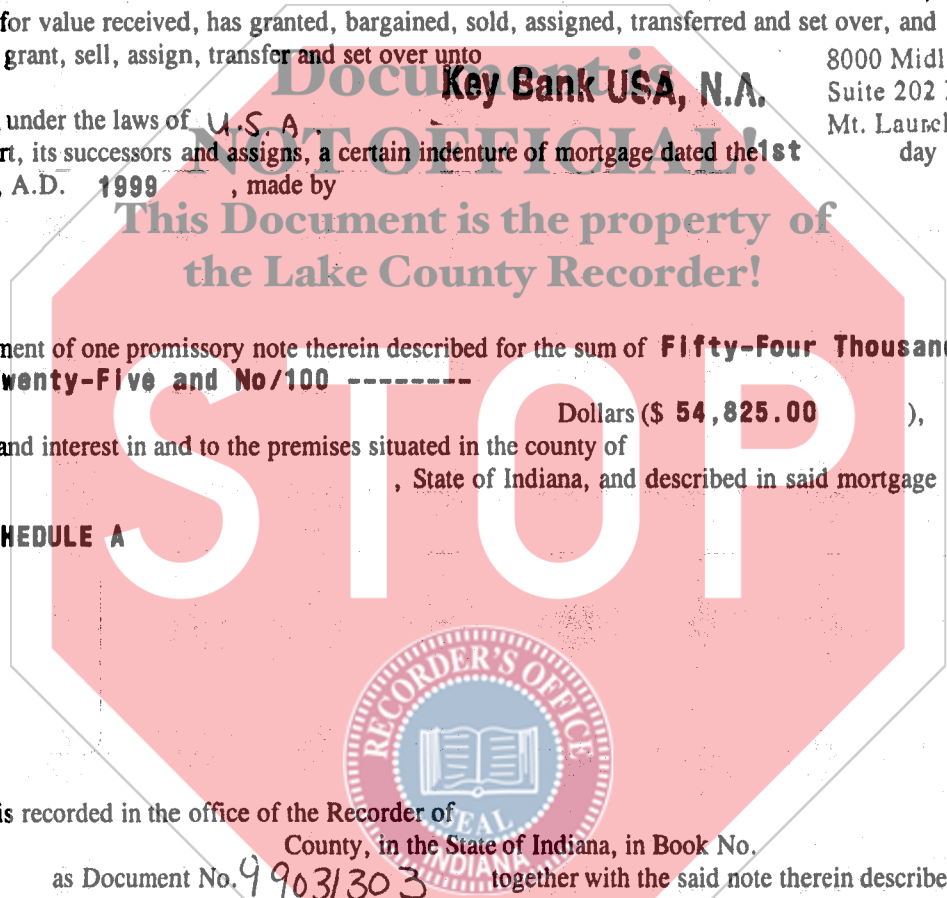 for value received, has granted, bargained, sold, assigned, transferred and set over, and
grant, sell, assign, transfer and set over unto
Key Bank USA, N.A.
8000 Midl
Suite 202
Mt. Laurel
under the laws of U.S.A.
rt, its successors and assigns, a certain indenture of mortgage dated the 1st day
, A.D. 1999 , made by
Document is
NOT OFFICIAL!
This Document is the property of
the Lake County Recorder!
ment of one promissory note therein described for the sum of Fifty-Four Thousan
wenty-Five and No/100 --------
Dollars ($ 54,825.00 ),
and interest in and to the premises situated in the county of
, State of Indiana, and described in said mortgage
HEDULE A
STOP
RECORDER'S OFFICE
SEAL
INDIANA
is recorded in the office of the Recorder of
County, in the State of Indiana, in Book No.
as Document No. 99031303 together with the said note therein describe